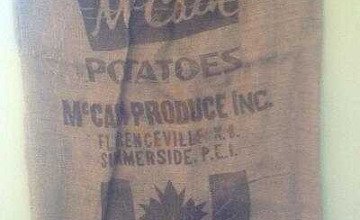 McCain
POTATOES
McCAIN PRODUCE INC.
FLORENCEVILLE, N.B.
SUMMERSIDE, P.E.I.